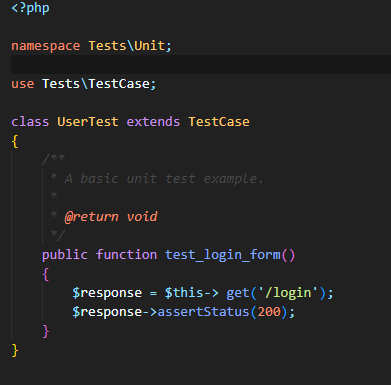 <?php
namespace Tests\Unit;
use Tests\TestCase;
class UserTest extends TestCase
{
/**
* A basic unit test example.
*
* @return void
*/
public function test_login_form()
{
$response = $this-> get('/login');
$response->assertStatus(200);
}
}